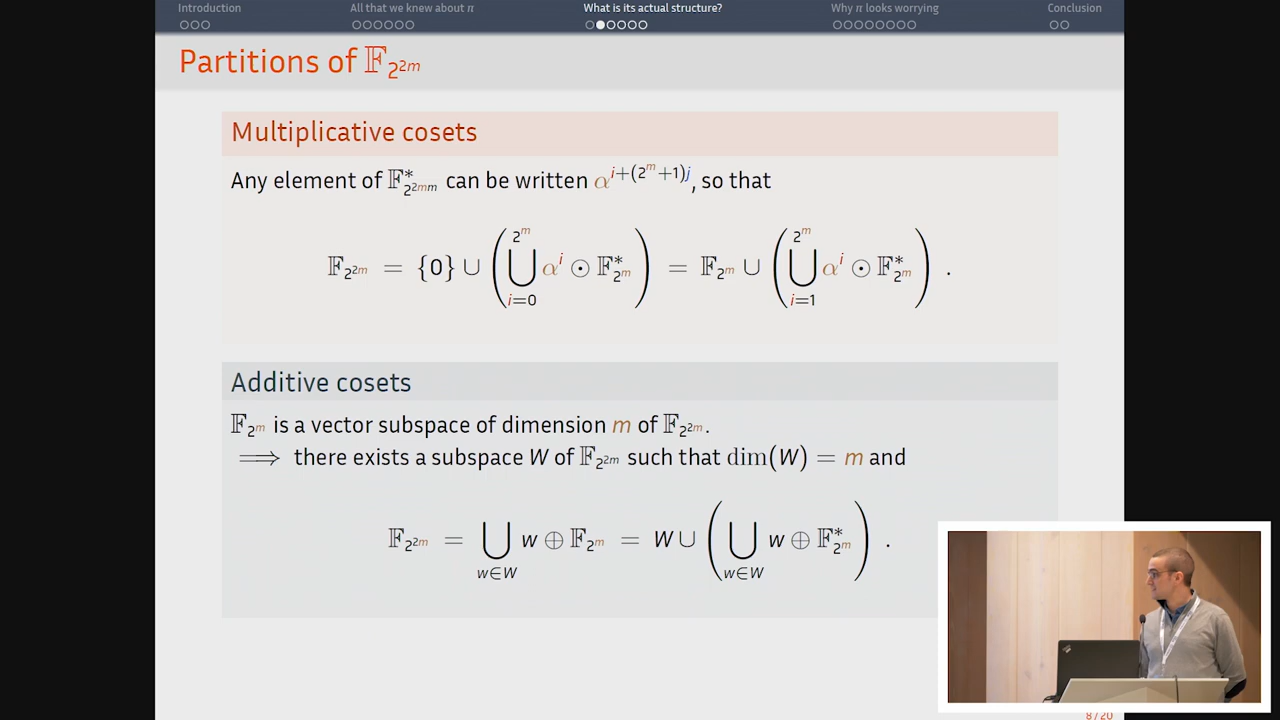 Introduction All that we knew about π What is its actual structure? Why π looks worrying Conclusion
Partitions of 𝔽_{2^{2m}}
Multiplicative cosets
Any element of 𝔽*_{2^{2mm}} can be written α^{i+(2^m+1)j}, so that
𝔽_{2^{2m}} = {0} ∪ (⋃_{i=0}^{2^m} α^i ⊙ 𝔽*_{2^m}) = 𝔽_{2^m} ∪ (⋃_{i=1}^{2^m} α^i ⊙ 𝔽*_{2^m}) .
Additive cosets
𝔽_{2^m} is a vector subspace of dimension m of 𝔽_{2^{2m}}.
⟹ there exists a subspace W of 𝔽_{2^{2m}} such that dim(W) = m and
𝔽_{2^{2m}} = ⋃_{w∈W} w ⊕ 𝔽_{2^m} = W ∪ (⋃_{w∈W} w ⊕ 𝔽*_{2^m}) .
8/20